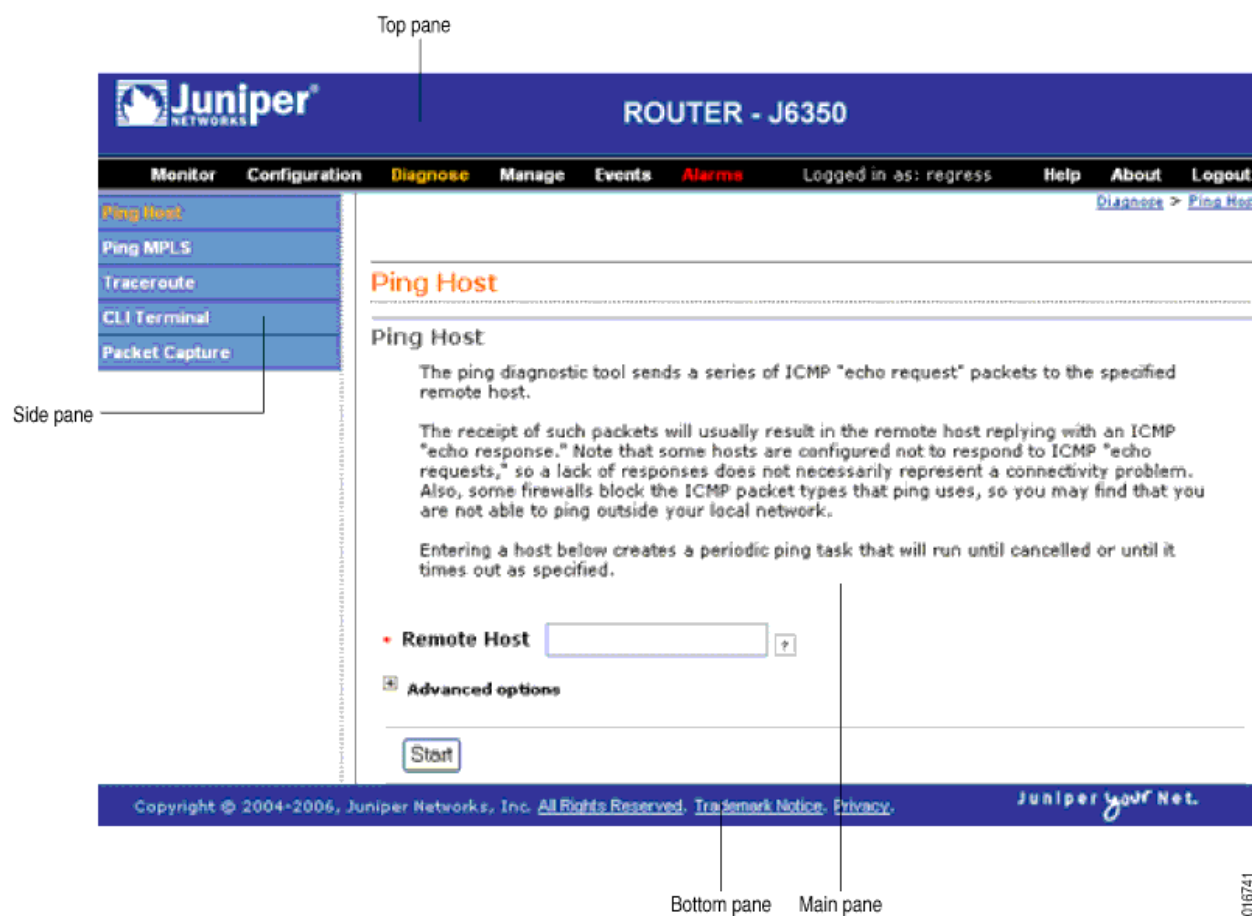 Top pane
Juniper®
NETWORKS
ROUTER - J6350
Monitor Configuration Diagnose Manage Events Alarms Logged in as: regress Help About Logout
Diagnose > Ping Hos
Ping Host
Ping MPLS
Traceroute
CLI Terminal
Packet Capture
Side pane
Ping Host
Ping Host
The ping diagnostic tool sends a series of ICMP "echo request" packets to the specified
remote host.
The receipt of such packets will usually result in the remote host replying with an ICMP
"echo response." Note that some hosts are configured not to respond to ICMP "echo
requests," so a lack of responses does not necessarily represent a connectivity problem.
Also, some firewalls block the ICMP packet types that ping uses, so you may find that you
are not able to ping outside your local network.
Entering a host below creates a periodic ping task that will run until cancelled or until it
times out as specified.
• Remote Host ?
+ Advanced options
Start
Copyright © 2004-2006, Juniper Networks, Inc. All Rights Reserved. Trademark Notice. Privacy.
Juniper your Net.
Bottom pane Main pane
016741